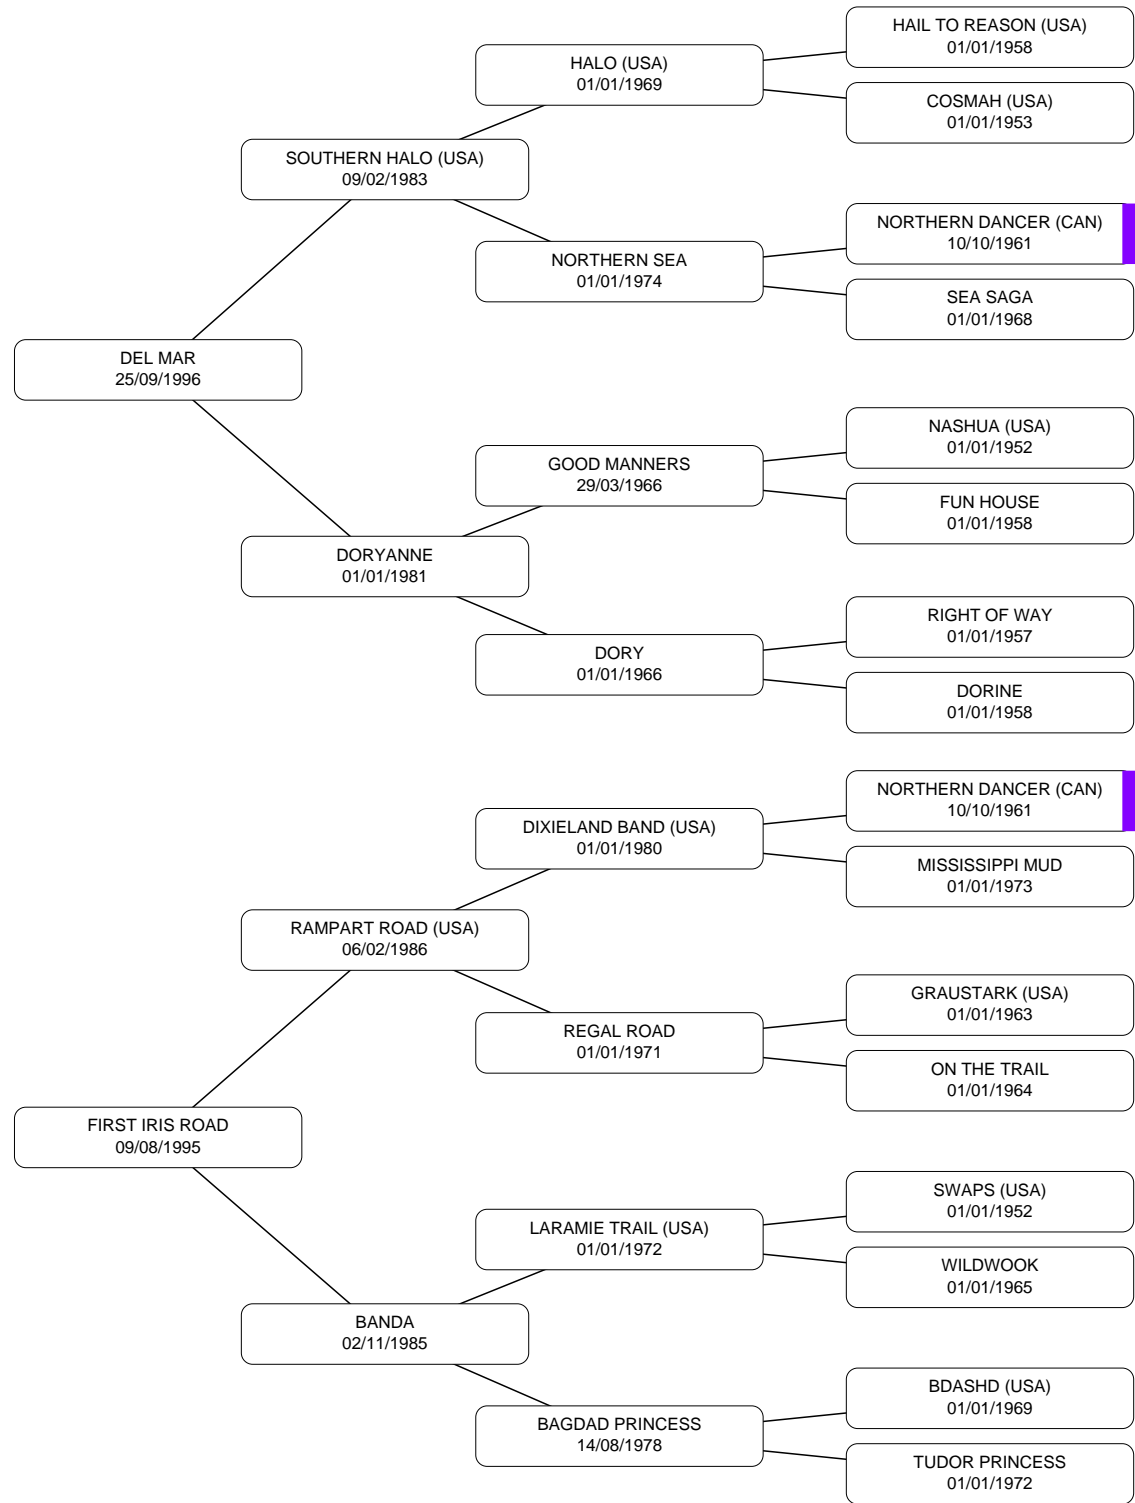 HAIL TO REASON (USA)
01/01/1958
HALO (USA)
01/01/1969
COSMAH (USA)
01/01/1953
SOUTHERN HALO (USA)
09/02/1983
NORTHERN DANCER (CAN)
10/10/1961
NORTHERN SEA
01/01/1974
SEA SAGA
01/01/1968
DEL MAR
25/09/1996
NASHUA (USA)
01/01/1952
GOOD MANNERS
29/03/1966
FUN HOUSE
01/01/1958
DORYANNE
01/01/1981
RIGHT OF WAY
01/01/1957
DORY
01/01/1966
DORINE
01/01/1958
NORTHERN DANCER (CAN)
10/10/1961
DIXIELAND BAND (USA)
01/01/1980
MISSISSIPPI MUD
01/01/1973
RAMPART ROAD (USA)
06/02/1986
GRAUSTARK (USA)
01/01/1963
REGAL ROAD
01/01/1971
ON THE TRAIL
01/01/1964
FIRST IRIS ROAD
09/08/1995
SWAPS (USA)
01/01/1952
LARAMIE TRAIL (USA)
01/01/1972
WILDWOOK
01/01/1965
BANDA
02/11/1985
BDASHD (USA)
01/01/1969
BAGDAD PRINCESS
14/08/1978
TUDOR PRINCESS
01/01/1972